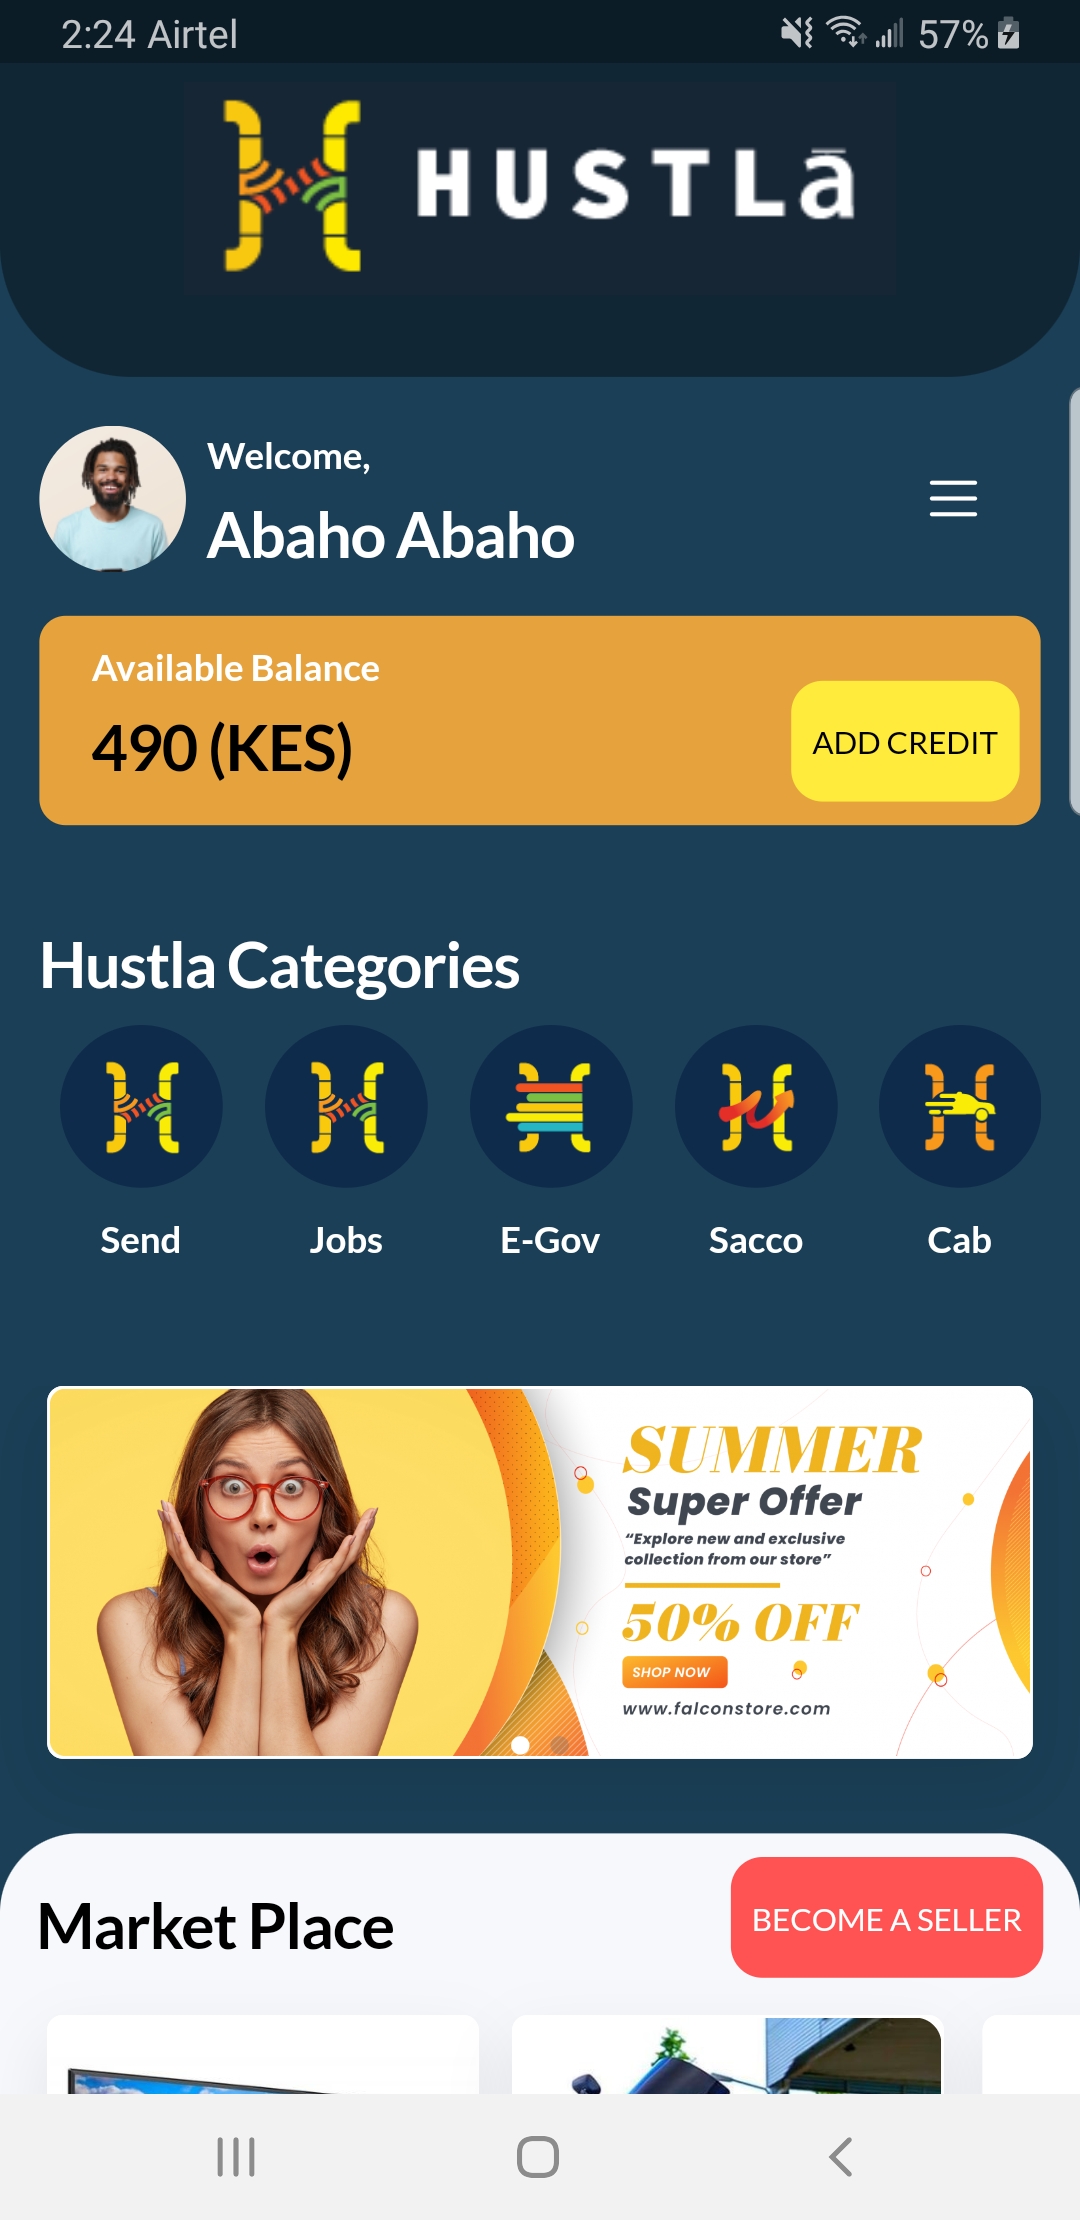 2:24 Airtel
57%
HUSTLā
Welcome,
Abaho Abaho
Available Balance
490 (KES)
ADD CREDIT
Hustla Categories
Send
Jobs
E-Gov
Sacco
Cab
SUMMER
Super Offer
“Explore new and exclusive
collection from our store”
50% OFF
SHOP NOW
www.falconstore.com
Market Place
BECOME A SELLER